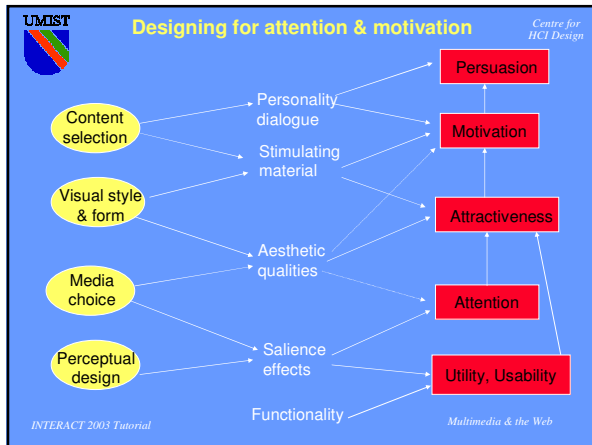 UMIST
Designing for attention & motivation
Centre for
HCI Design
Persuasion
Personality
dialogue
Content
selection
Motivation
Stimulating
material
Visual style
& form
Attractiveness
Aesthetic
qualities
Media
choice
Attention
Salience
effects
Perceptual
design
Utility, Usability
Functionality
INTERACT 2003 Tutorial
Multimedia & the Web